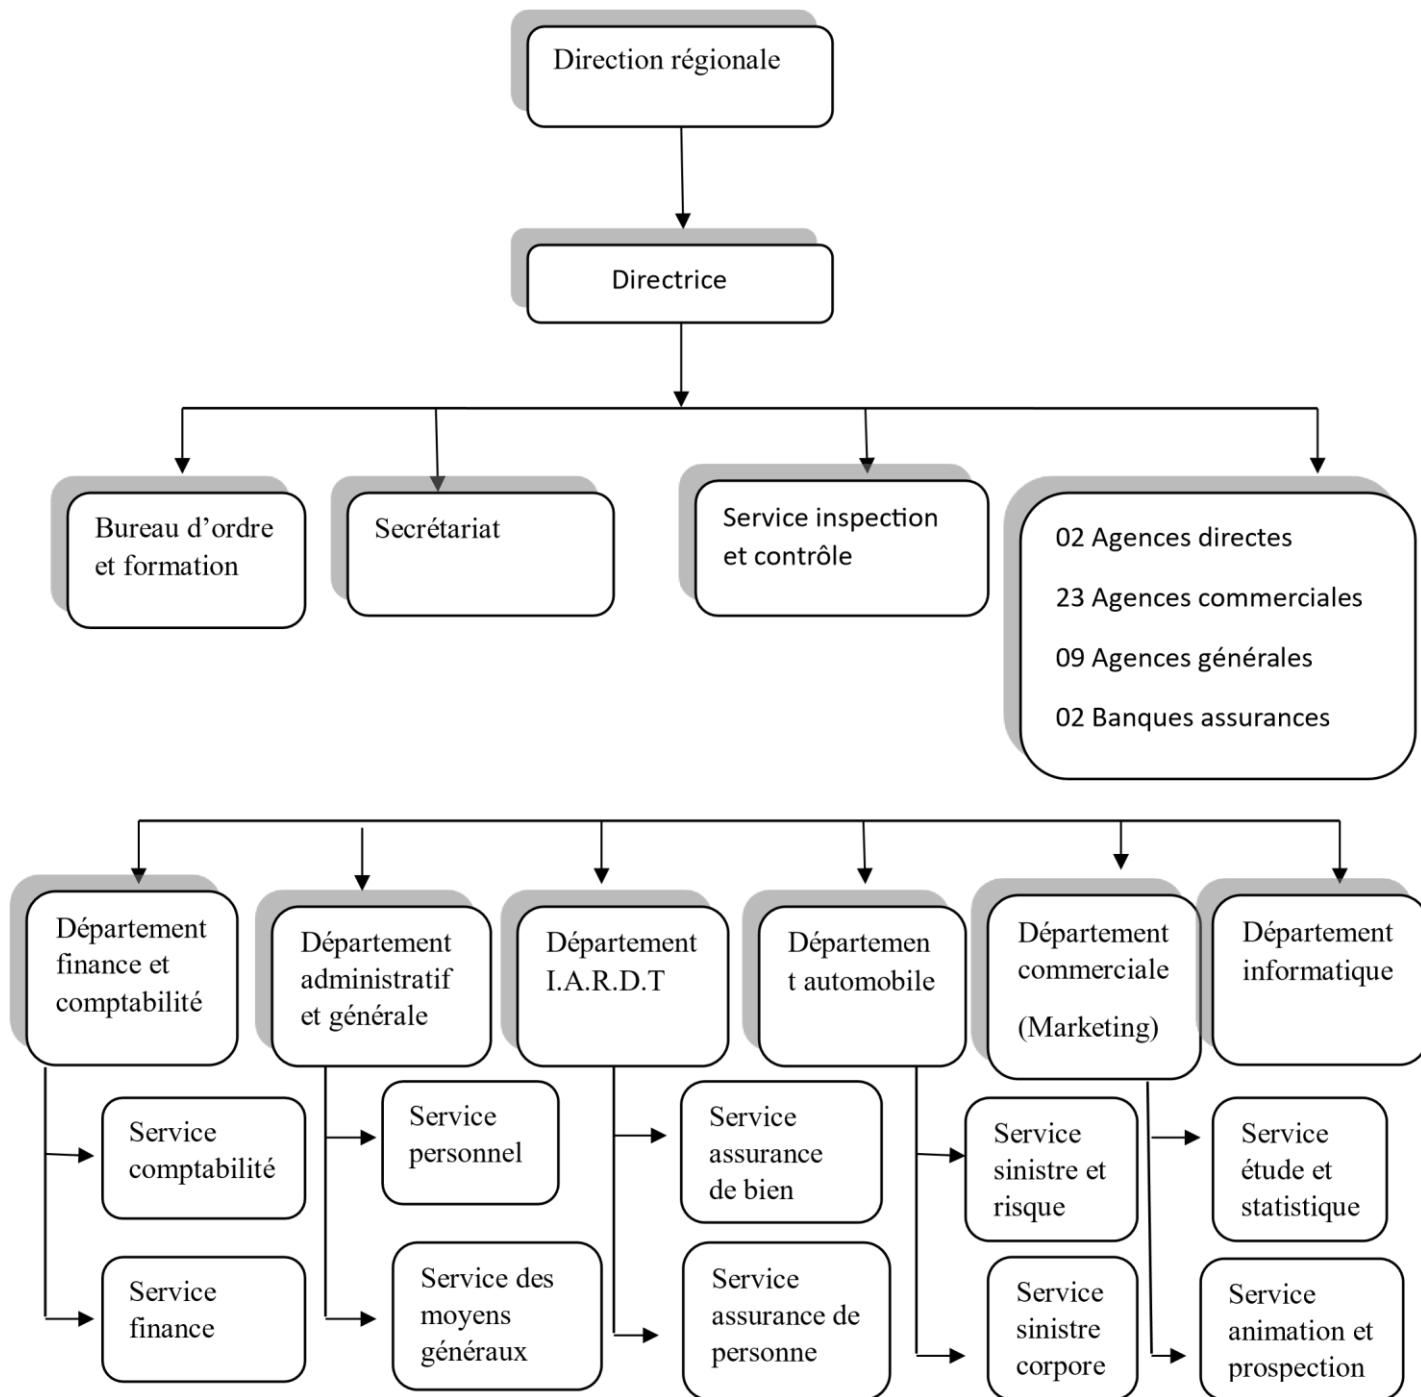 Direction régionale
Directrice
Bureau d’ordre
et formation
Secrétariat
Service inspection
et contrôle
02 Agences directes
23 Agences commerciales
09 Agences générales
02 Banques assurances
Département
finance et
comptabilité
Département
administratif
et générale
Département
I.A.R.D.T
Départemen
t automobile
Département
commerciale
(Marketing)
Département
informatique
Service
comptabilité
Service
personnel
Service
assurance
de bien
Service
sinistre et
risque
Service
étude et
statistique
Service
finance
Service des
moyens
généraux
Service
assurance de
personne
Service
sinistre
corpore
Service
animation et
prospection